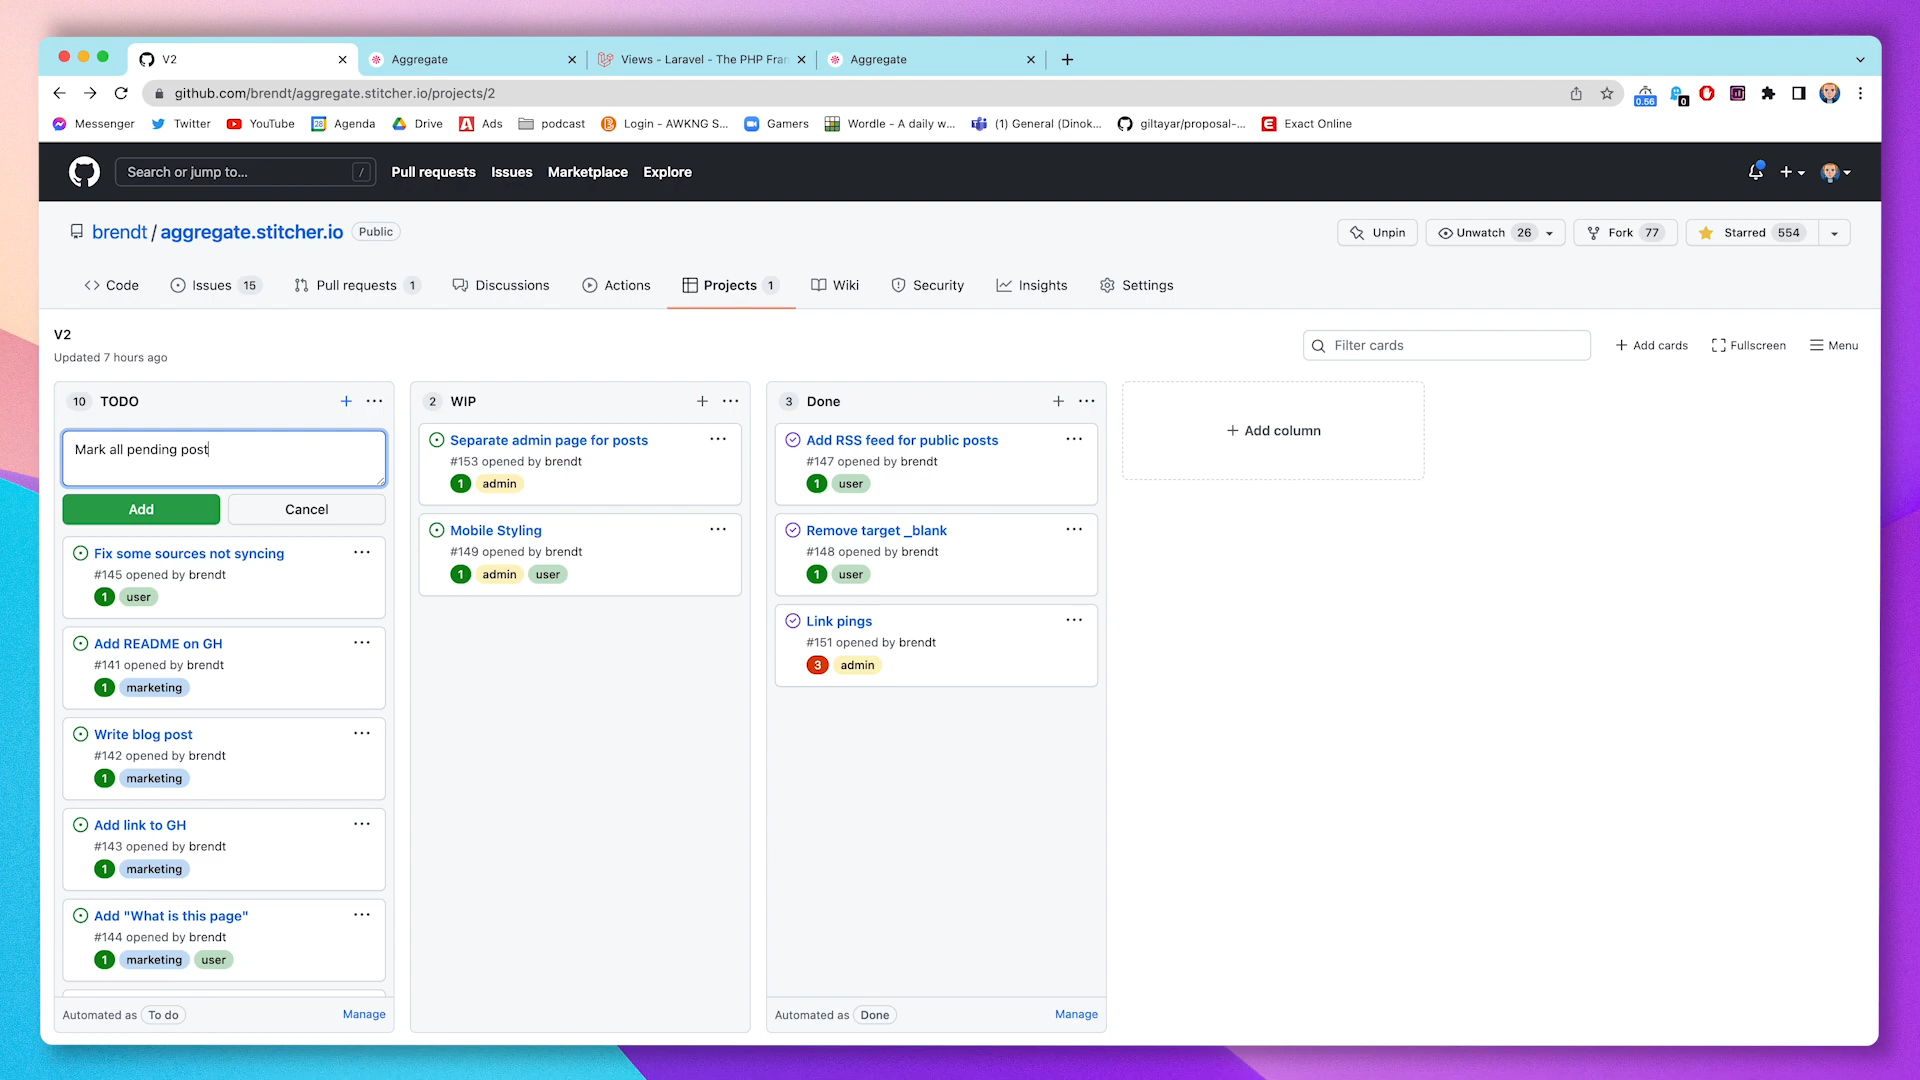 V2
Aggregate
Views - Laravel - The PHP Fran
Aggregate
github.com/brendt/aggregate.stitcher.io/projects/2
0.56
0
Messenger
Twitter
YouTube
28
Agenda
Drive
Ads
podcast
Login - AWKNG S...
Gamers
Wordle - A daily w...
(1) General (Dinok...
giltayar/proposal-...
Exact Online
Search or jump to...
/
Pull requests
Issues
Marketplace
Explore
brendt / aggregate.stitcher.io
Public
Unpin
Unwatch 26
Fork 77
Starred 554
Code
Issues 15
Pull requests 1
Discussions
Actions
Projects 1
Wiki
Security
Insights
Settings
V2
Updated 7 hours ago
Filter cards
Add cards
Fullscreen
Menu
10 TODO
Mark all pending post
Add
Cancel
Fix some sources not syncing
#145 opened by brendt
1 user
Add README on GH
#141 opened by brendt
1 marketing
Write blog post
#142 opened by brendt
1 marketing
Add link to GH
#143 opened by brendt
1 marketing
Add "What is this page"
#144 opened by brendt
1 marketing user
Automated as To do
Manage
2 WIP
Separate admin page for posts
#153 opened by brendt
1 admin
Mobile Styling
#149 opened by brendt
1 admin user
3 Done
Add RSS feed for public posts
#147 opened by brendt
1 user
Remove target _blank
#148 opened by brendt
1 user
Link pings
#151 opened by brendt
3 admin
Automated as Done
Manage
Add column